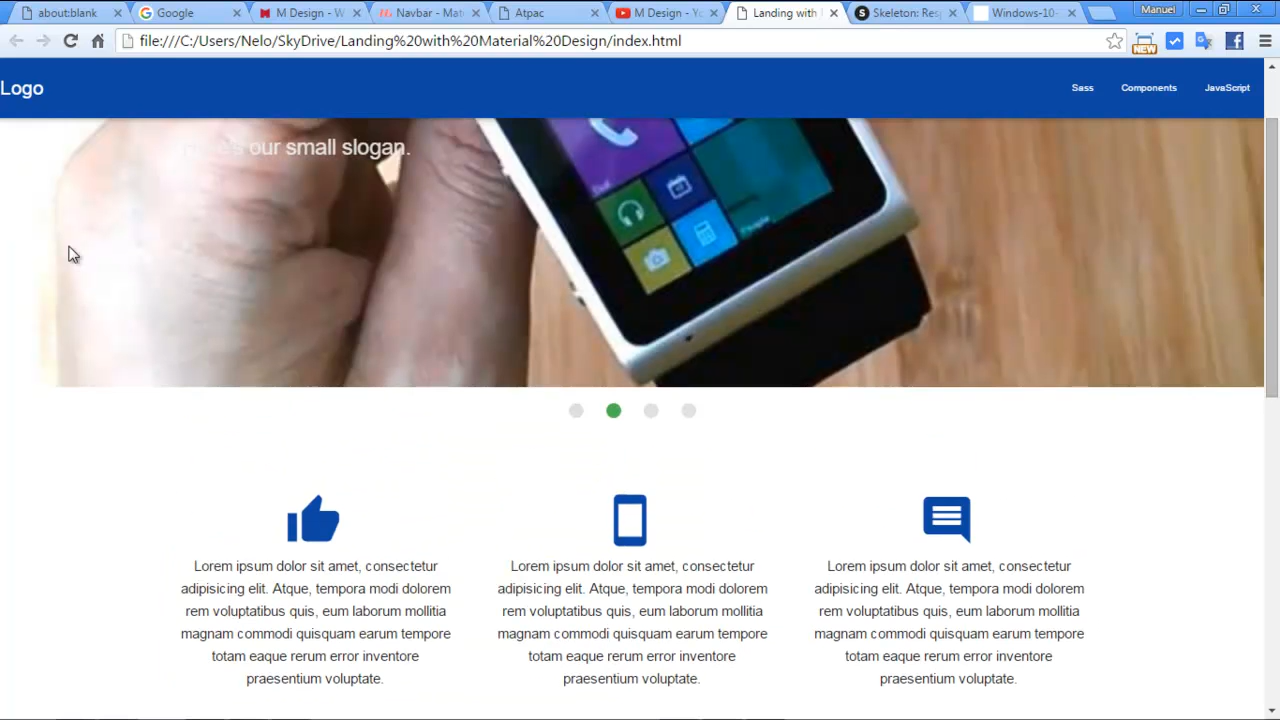 about:blank
Google
M Design - W
Navbar - Mat
Atpac
M Design - Yo
Landing with
Skeleton: Res
Windows-10-
Manuel
file:///C:/Users/Nelo/SkyDrive/Landing%20with%20Material%20Design/index.html
NEW
Logo
Sass
Components
JavaScript
our small slogan.
Lorem ipsum dolor sit amet, consectetur
adipisicing elit. Atque, tempora modi dolorem
rem voluptatibus quis, eum laborum mollitia
magnam commodi quisquam earum tempore
totam eaque rerum error inventore
praesentium voluptate.
Lorem ipsum dolor sit amet, consectetur
adipisicing elit. Atque, tempora modi dolorem
rem voluptatibus quis, eum laborum mollitia
magnam commodi quisquam earum tempore
totam eaque rerum error inventore
praesentium voluptate.
Lorem ipsum dolor sit amet, consectetur
adipisicing elit. Atque, tempora modi dolorem
rem voluptatibus quis, eum laborum mollitia
magnam commodi quisquam earum tempore
totam eaque rerum error inventore
praesentium voluptate.